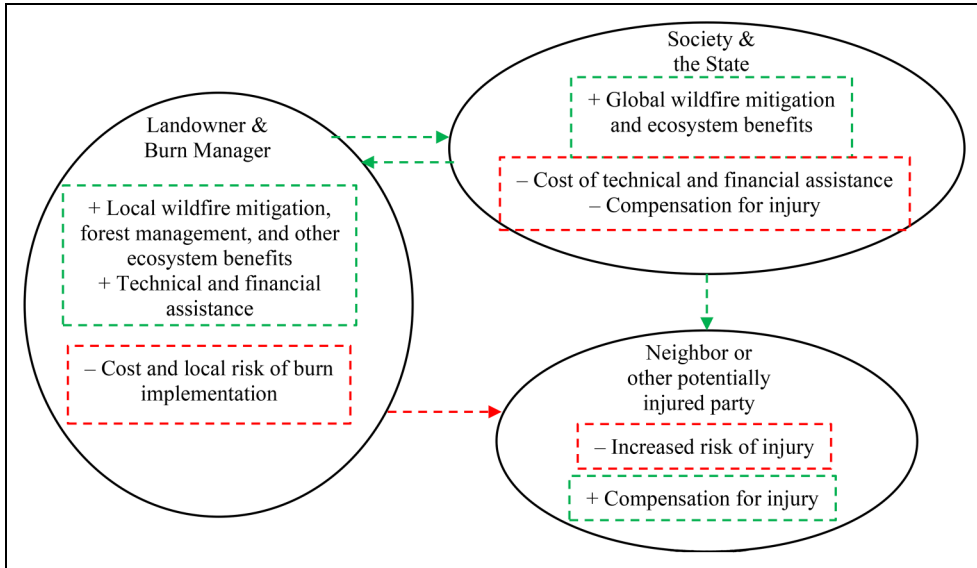 Landowner &
Burn Manager
+ Local wildfire mitigation,
forest management, and other
ecosystem benefits
+ Technical and financial
assistance
– Cost and local risk of burn
implementation
Society &
the State
+ Global wildfire mitigation
and ecosystem benefits
– Cost of technical and financial assistance
– Compensation for injury
Neighbor or
other potentially
injured party
– Increased risk of injury
+ Compensation for injury